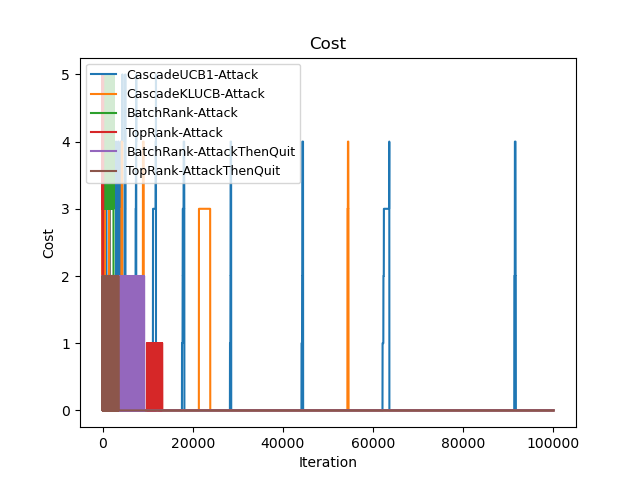 Cost
CascadeUCB1-Attack
CascadeKLUCB-Attack
BatchRank-Attack
TopRank-Attack
BatchRank-AttackThenQuit
TopRank-AttackThenQuit
5
4
3
2
1
0
Cost
0 20000 40000 60000 80000 100000
Iteration